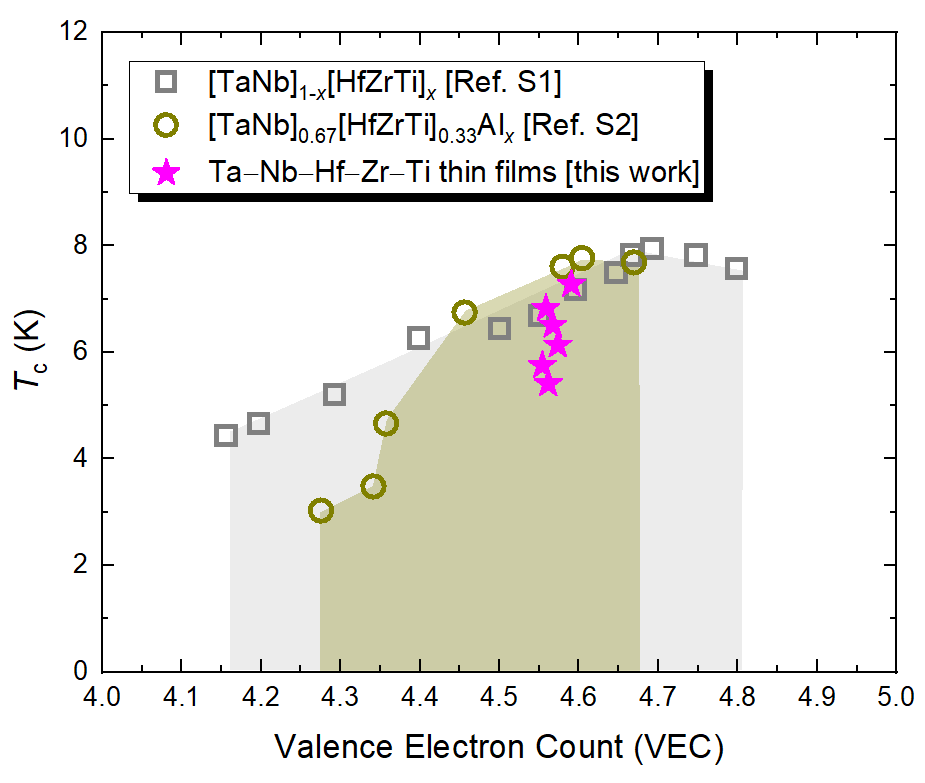 12
10
8
6
4
2
0
Tc (K)
[TaNb]1-x[HfZrTi]x [Ref. S1]
[TaNb]0.67[HfZrTi]0.33Alx [Ref. S2]
Ta−Nb−Hf−Zr−Ti thin films [this work]
4.0 4.1 4.2 4.3 4.4 4.5 4.6 4.7 4.8 4.9 5.0
Valence Electron Count (VEC)